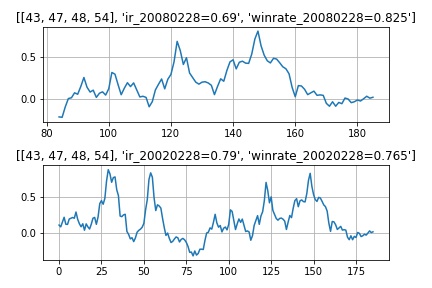 [[43, 47, 48, 54], 'ir_20080228=0.69', 'winrate_20080228=0.825']
0.5
0.0
80 100 120 140 160 180
[[43, 47, 48, 54], 'ir_20020228=0.79', 'winrate_20020228=0.765']
0.5
0.0
0 25 50 75 100 125 150 175